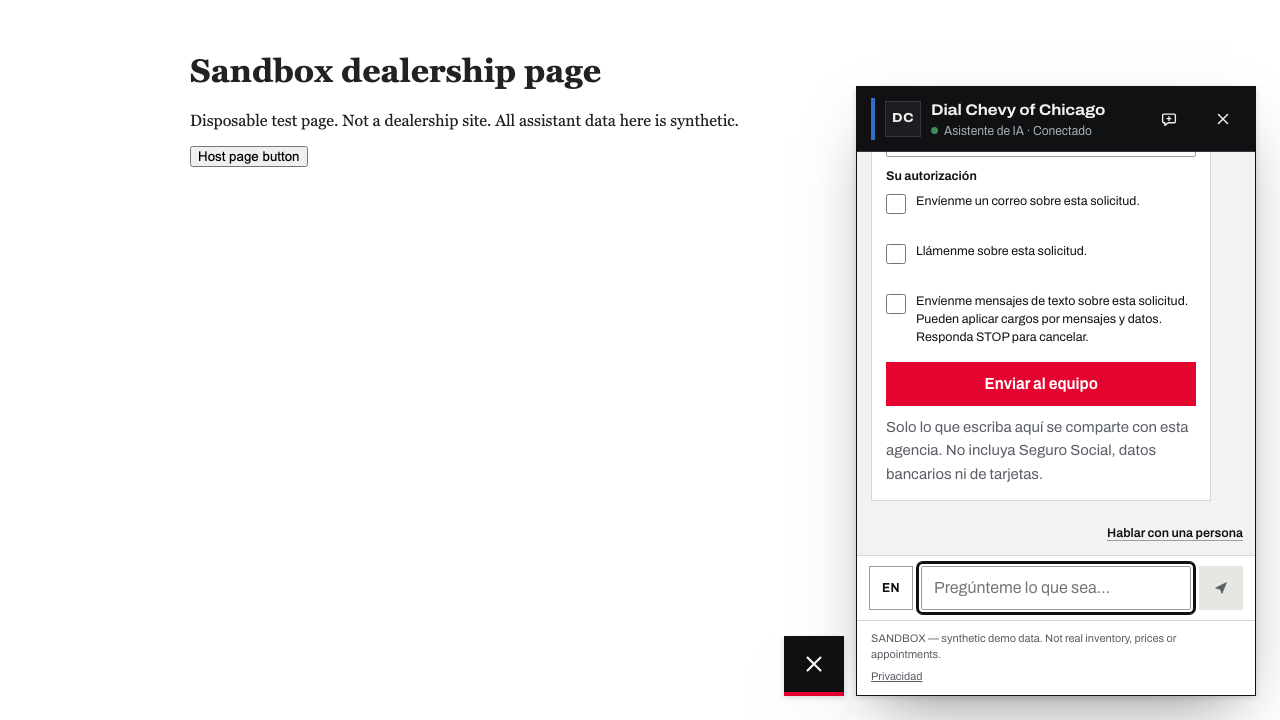 Sandbox dealership page
Disposable test page. Not a dealership site. All assistant data here is synthetic.
Host page button
DC
Dial Chevy of Chicago
Asistente de IA · Conectado
Su autorización
Envíenme un correo sobre esta solicitud.
Llámenme sobre esta solicitud.
Envíenme mensajes de texto sobre esta solicitud.
Pueden aplicar cargos por mensajes y datos.
Responda STOP para cancelar.
Enviar al equipo
Solo lo que escriba aquí se comparte con esta
agencia. No incluya Seguro Social, datos
bancarios ni de tarjetas.
Hablar con una persona
EN
Pregúnteme lo que sea...
SANDBOX — synthetic demo data. Not real inventory, prices or
appointments.
Privacidad